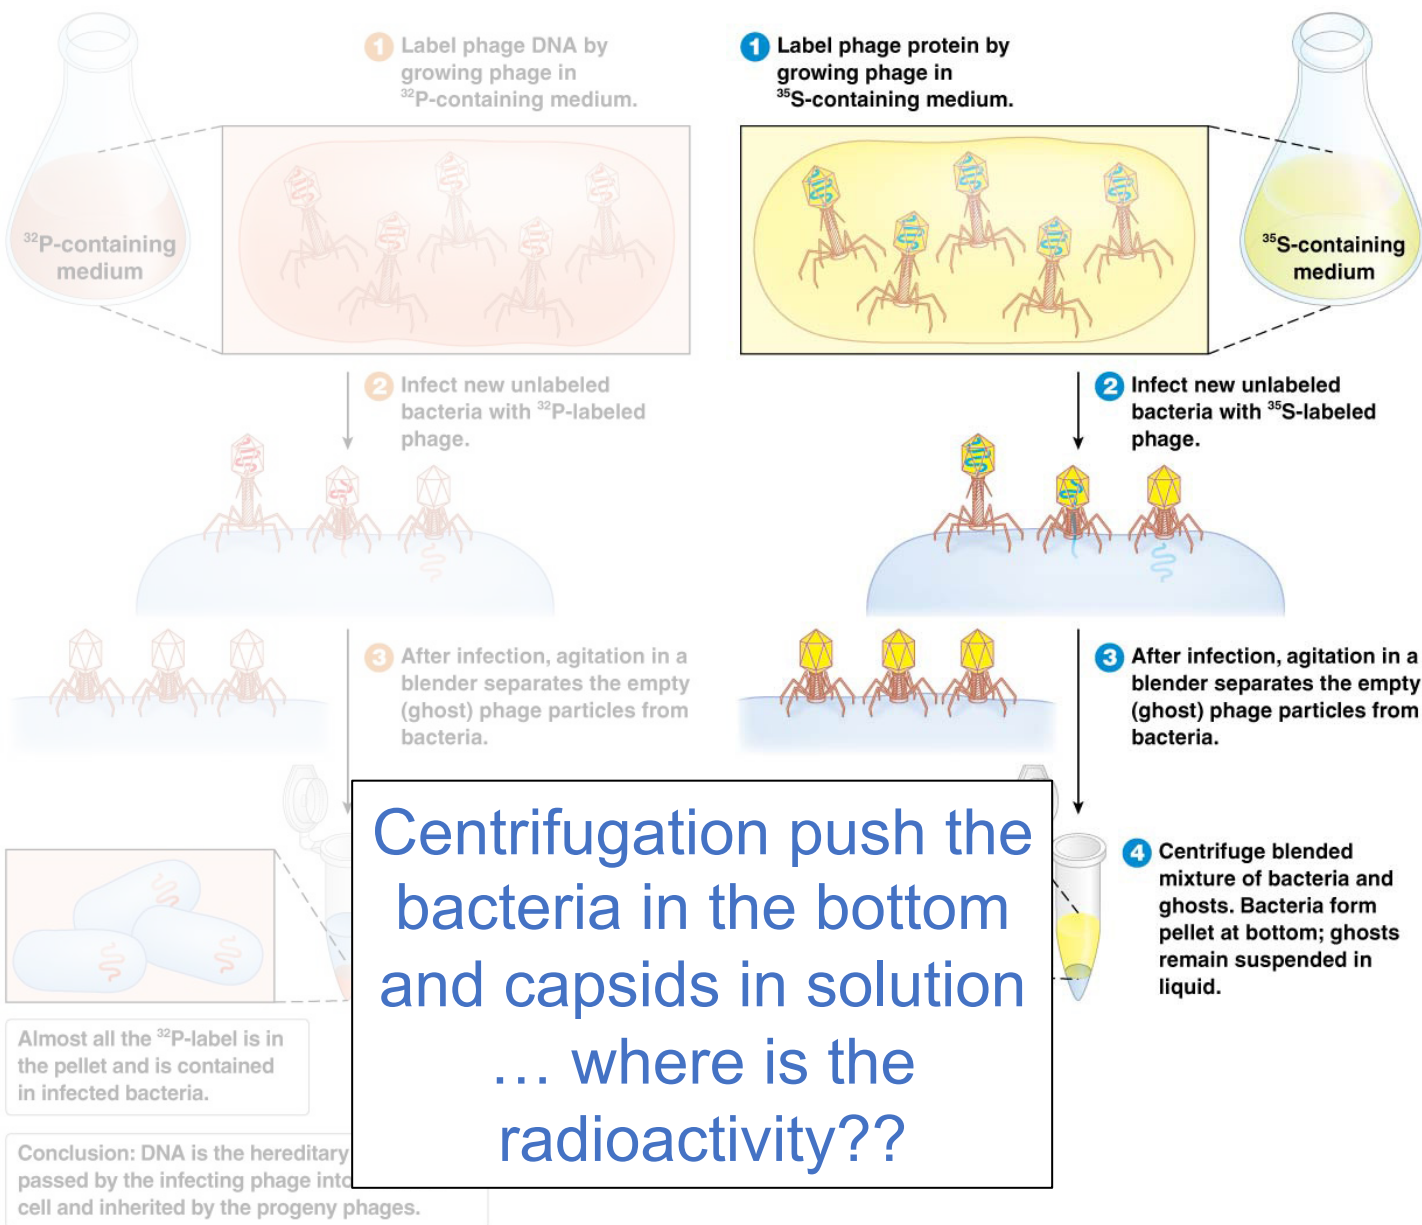 1 Label phage DNA by
growing phage in
³²P-containing medium.
³²P-containing
medium
2 Infect new unlabeled
bacteria with ³²P-labeled
phage.
3 After infection, agitation in a
blender separates the empty
(ghost) phage particles from
bacteria.
Almost all the ³²P-label is in
the pellet and is contained
in infected bacteria.
Conclusion: DNA is the hereditary
passed by the infecting phage into
cell and inherited by the progeny phages.
1 Label phage protein by
growing phage in
³⁵S-containing medium.
³⁵S-containing
medium
2 Infect new unlabeled
bacteria with ³⁵S-labeled
phage.
3 After infection, agitation in a
blender separates the empty
(ghost) phage particles from
bacteria.
4 Centrifuge blended
mixture of bacteria and
ghosts. Bacteria form
pellet at bottom; ghosts
remain suspended in
liquid.
Centrifugation push the
bacteria in the bottom
and capsids in solution
… where is the
radioactivity??